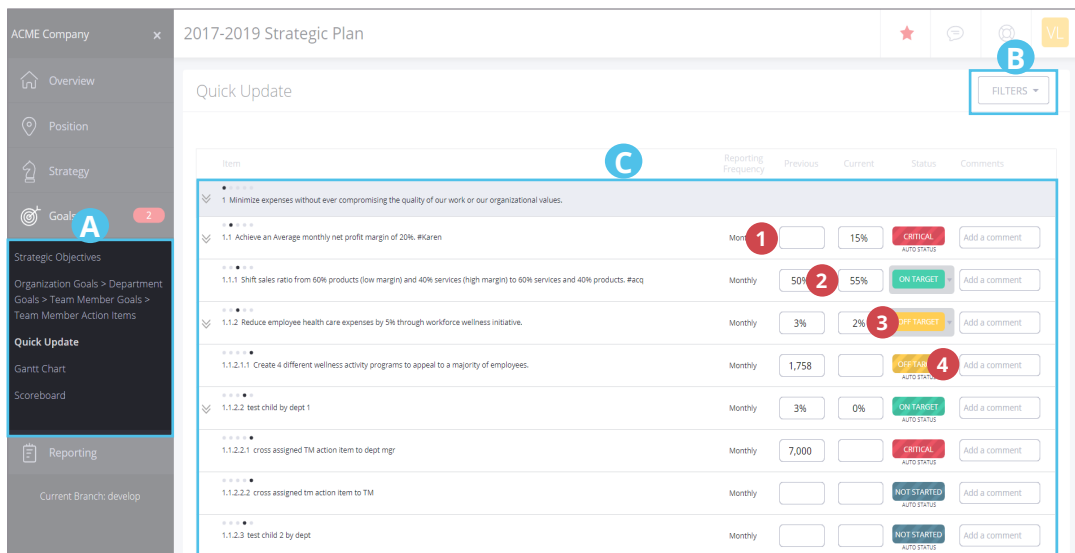 ACME Company ×
2017-2019 Strategic Plan
VL
B
Overview
Quick Update
FILTERS
Position
Strategy
Item
C
Reporting
Frequency
Previous
Current
Status
Comments
1 Minimize expenses without ever compromising the quality of our work or our organizational values.
Goals
2
A
1.1 Achieve an Average monthly net profit margin of 20%. #Karen
1
15%
CRITICAL
AUTO STATUS
Add a comment
Strategic Objectives
Organization Goals > Department
Goals > Team Member Goals >
Team Member Action Items
Quick Update
Gantt Chart
Scoreboard
1.1.1 Shift sales ratio from 60% products (low margin) and 40% services (high margin) to 60% services and 40% products. #acq
Monthly
50%
2
55%
ON TARGET
Add a comment
1.1.2 Reduce employee health care expenses by 5% through workforce wellness initiative.
Monthly
3%
2%
3
OFF TARGET
Add a comment
1.1.2.1.1 Create 4 different wellness activity programs to appeal to a majority of employees.
Monthly
1,758
4
AUTO STATUS
Add a comment
1.1.2.2 test child by dept 1
Monthly
3%
0%
ON TARGET
AUTO STATUS
Add a comment
Reporting
1.1.2.2.1 cross assigned TM action item to dept mgr
Monthly
7,000
CRITICAL
AUTO STATUS
Add a comment
Current Branch: develop
1.1.2.2.2 cross assigned tm action item to TM
Monthly
NOT STARTED
AUTO STATUS
Add a comment
1.1.2.3 test child 2 by dept
Monthly
NOT STARTED
AUTO STATUS
Add a comment